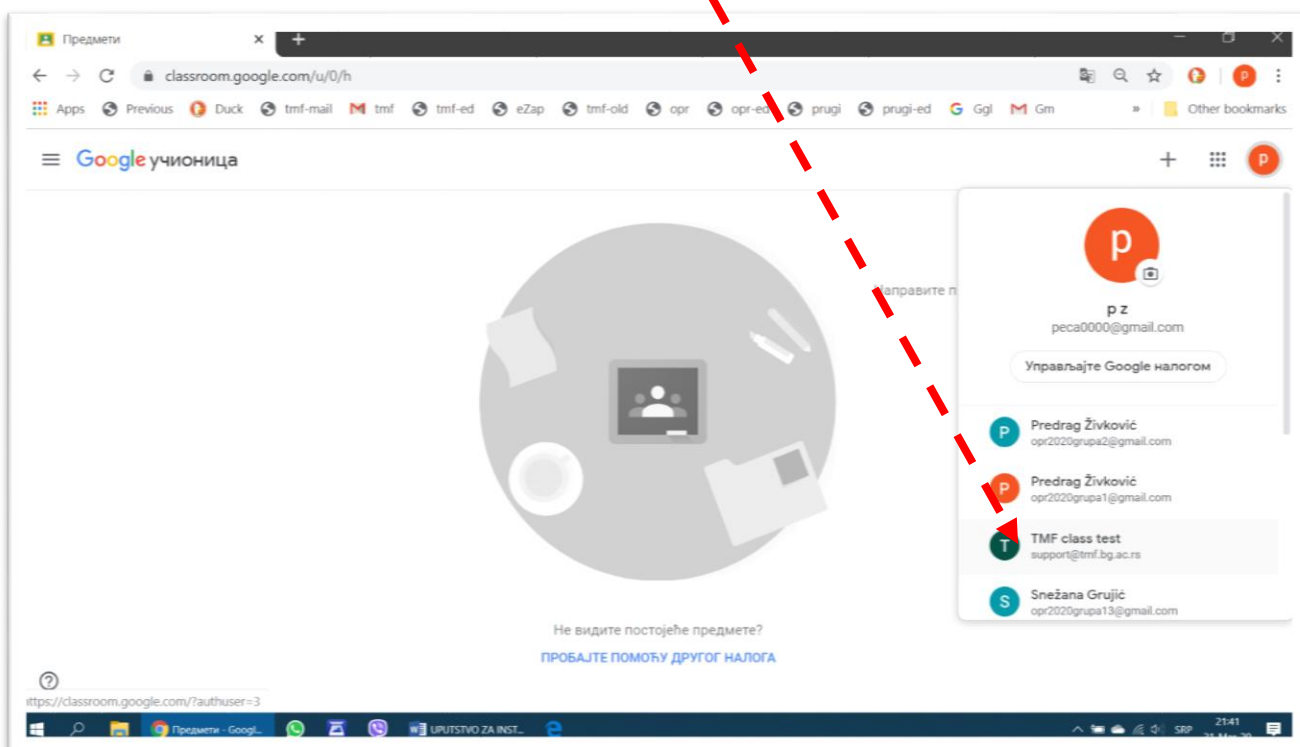 Предмети
classroom.google.com/u/0/h
Apps Previous Duck tmf-mail tmf tmf-ed eZap tmf-old opr opr-ed prugi prugi-ed Ggl Gm » Other bookmarks
Google учионица
P
Направите п
p z
peca0000@gmail.com
Управљајте Google налогом
P Predrag Živković
opr2020grupa2@gmail.com
P Predrag Živković
opr2020grupa1@gmail.com
T TMF class test
support@tmf.bg.ac.rs
S Snežana Grujić
opr2020grupa13@gmail.com
Не видите постојеће предмете?
ПРОБАЈТЕ ПОМОЋУ ДРУГОГ НАЛОГА
ttps://classroom.google.com/?authuser=3
Предмети - Googl... UPUTSTVO ZA INST... SRP 21:41